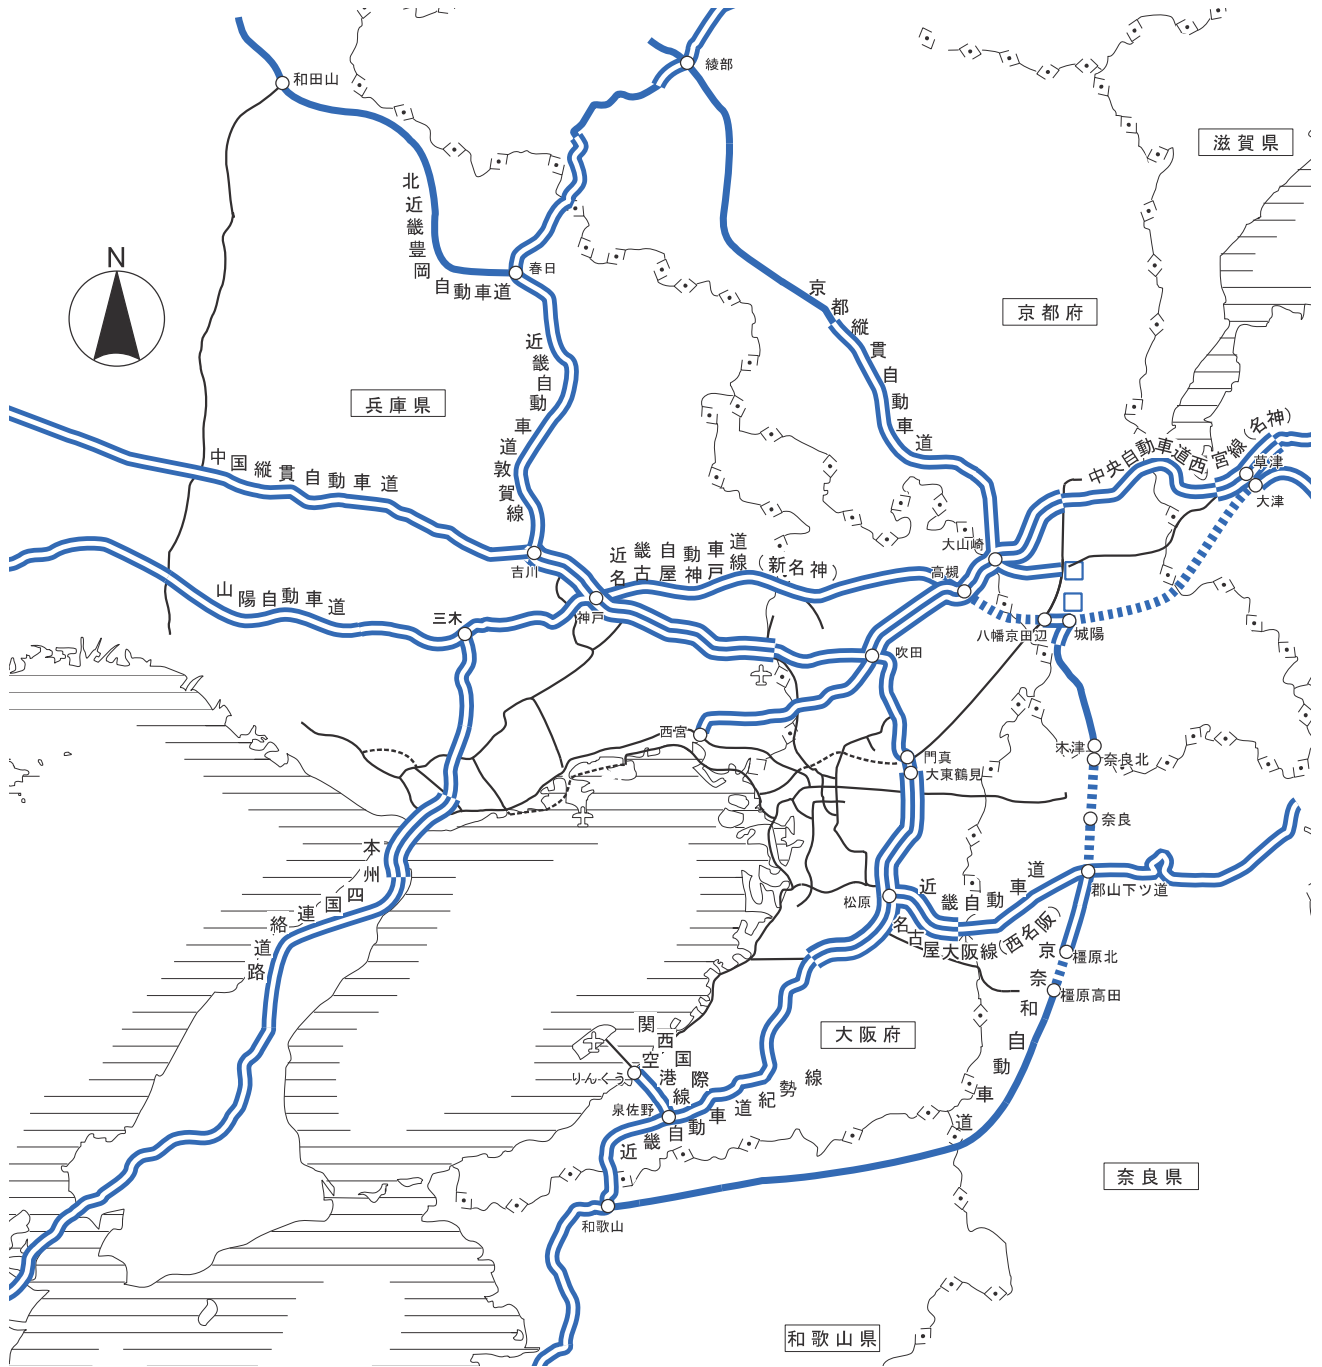 和田山
綾部
滋賀県
北近畿豊岡
自動車道
春日
N
京都府
京都縦貫自動車道
近畿自動車道敦賀線
兵庫県
中国縦貫自動車道
中央自動車道西宮線(名神)
草津
大津
大山崎
近畿自動車道
名古屋神戸線(新名神)
高槻
吉川
山陽自動車道
神戸
三木
八幡京田辺
城陽
吹田
西宮
門真
大東鶴見
木津
奈良北
奈良
本州四国連絡道路
近畿自動車道
名古屋大阪線(西名阪)
松原
郡山下ツ道
橿原北
橿原高田
京奈和自動車道
大阪府
関西国際
空港線
りんくう
泉佐野
近畿自動車道紀勢線
奈良県
和歌山
和歌山県